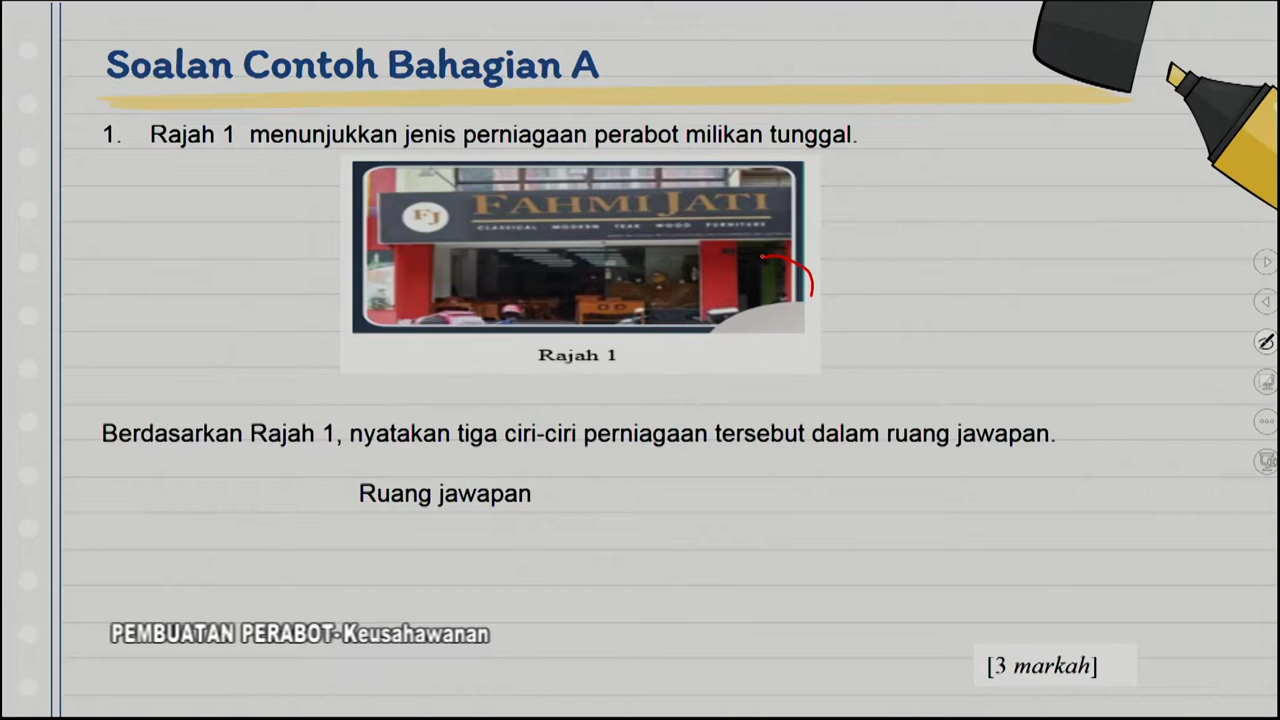 Soalan Contoh Bahagian A
1. Rajah 1 menunjukkan jenis perniagaan perabot milikan tunggal.
FJ FAHMI JATI
CLASSICAL MODERN TEAK WOOD FURNITURE
Rajah 1
Berdasarkan Rajah 1, nyatakan tiga ciri-ciri perniagaan tersebut dalam ruang jawapan.
Ruang jawapan
PEMBUATAN PERABOT-Keusahawanan
[3 markah]